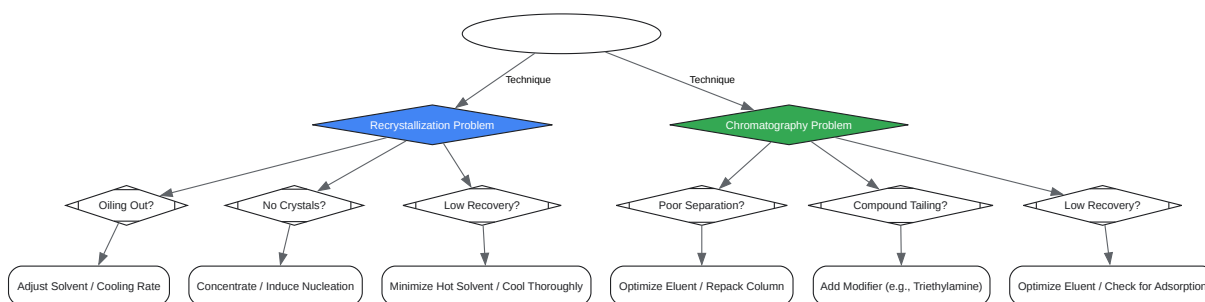 Technique
Technique
Recrystallization Problem
Chromatography Problem
Oiling Out?
No Crystals?
Low Recovery?
Poor Separation?
Compound Tailing?
Low Recovery?
Adjust Solvent / Cooling Rate
Concentrate / Induce Nucleation
Minimize Hot Solvent / Cool Thoroughly
Optimize Eluent / Repack Column
Add Modifier (e.g., Triethylamine)
Optimize Eluent / Check for Adsorption